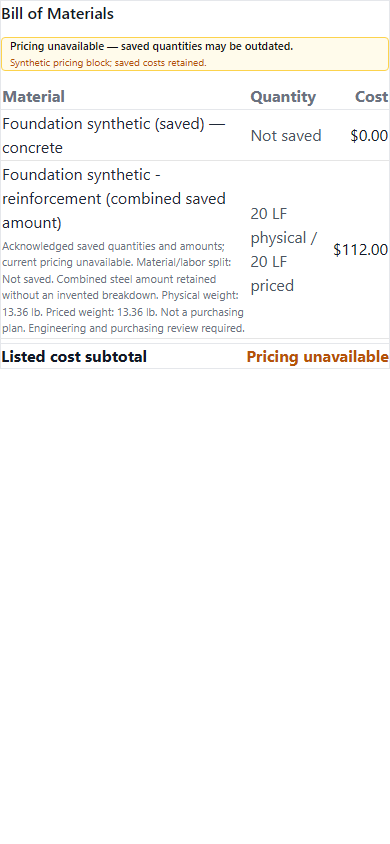 Bill of Materials
Pricing unavailable — saved quantities may be outdated.
Synthetic pricing block; saved costs retained.
Material Quantity Cost
Foundation synthetic (saved) —
concrete
Not saved
$0.00
Foundation synthetic -
reinforcement (combined saved
amount)
Acknowledged saved quantities and amounts;
current pricing unavailable. Material/labor split:
Not saved. Combined steel amount retained
without an invented breakdown. Physical weight:
13.36 lb. Priced weight: 13.36 lb. Not a purchasing
plan. Engineering and purchasing review required.
20 LF
physical /
20 LF
priced
$112.00
Listed cost subtotal Pricing unavailable